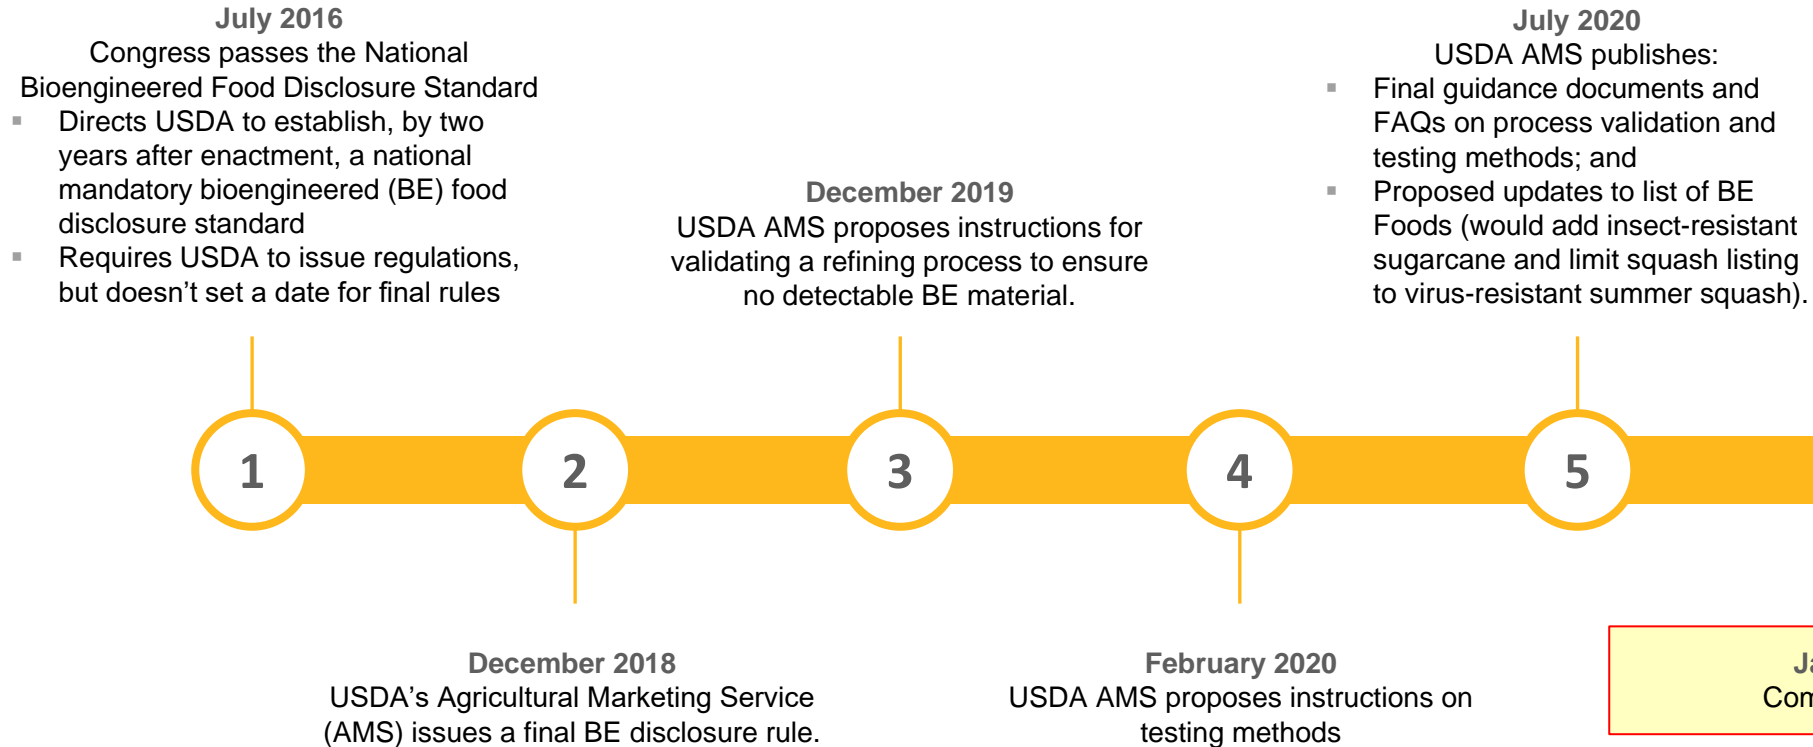 July 2016
Congress passes the National
Bioengineered Food Disclosure Standard
▪ Directs USDA to establish, by two
years after enactment, a national
mandatory bioengineered (BE) food
disclosure standard
▪ Requires USDA to issue regulations,
but doesn’t set a date for final rules
December 2019
USDA AMS proposes instructions for
validating a refining process to ensure
no detectable BE material.
July 2020
USDA AMS publishes:
▪ Final guidance documents and
FAQs on process validation and
testing methods; and
▪ Proposed updates to list of BE
Foods (would add insect-resistant
sugarcane and limit squash listing
to virus-resistant summer squash).
1
2
3
4
5
December 2018
USDA’s Agricultural Marketing Service
(AMS) issues a final BE disclosure rule.
February 2020
USDA AMS proposes instructions on
testing methods